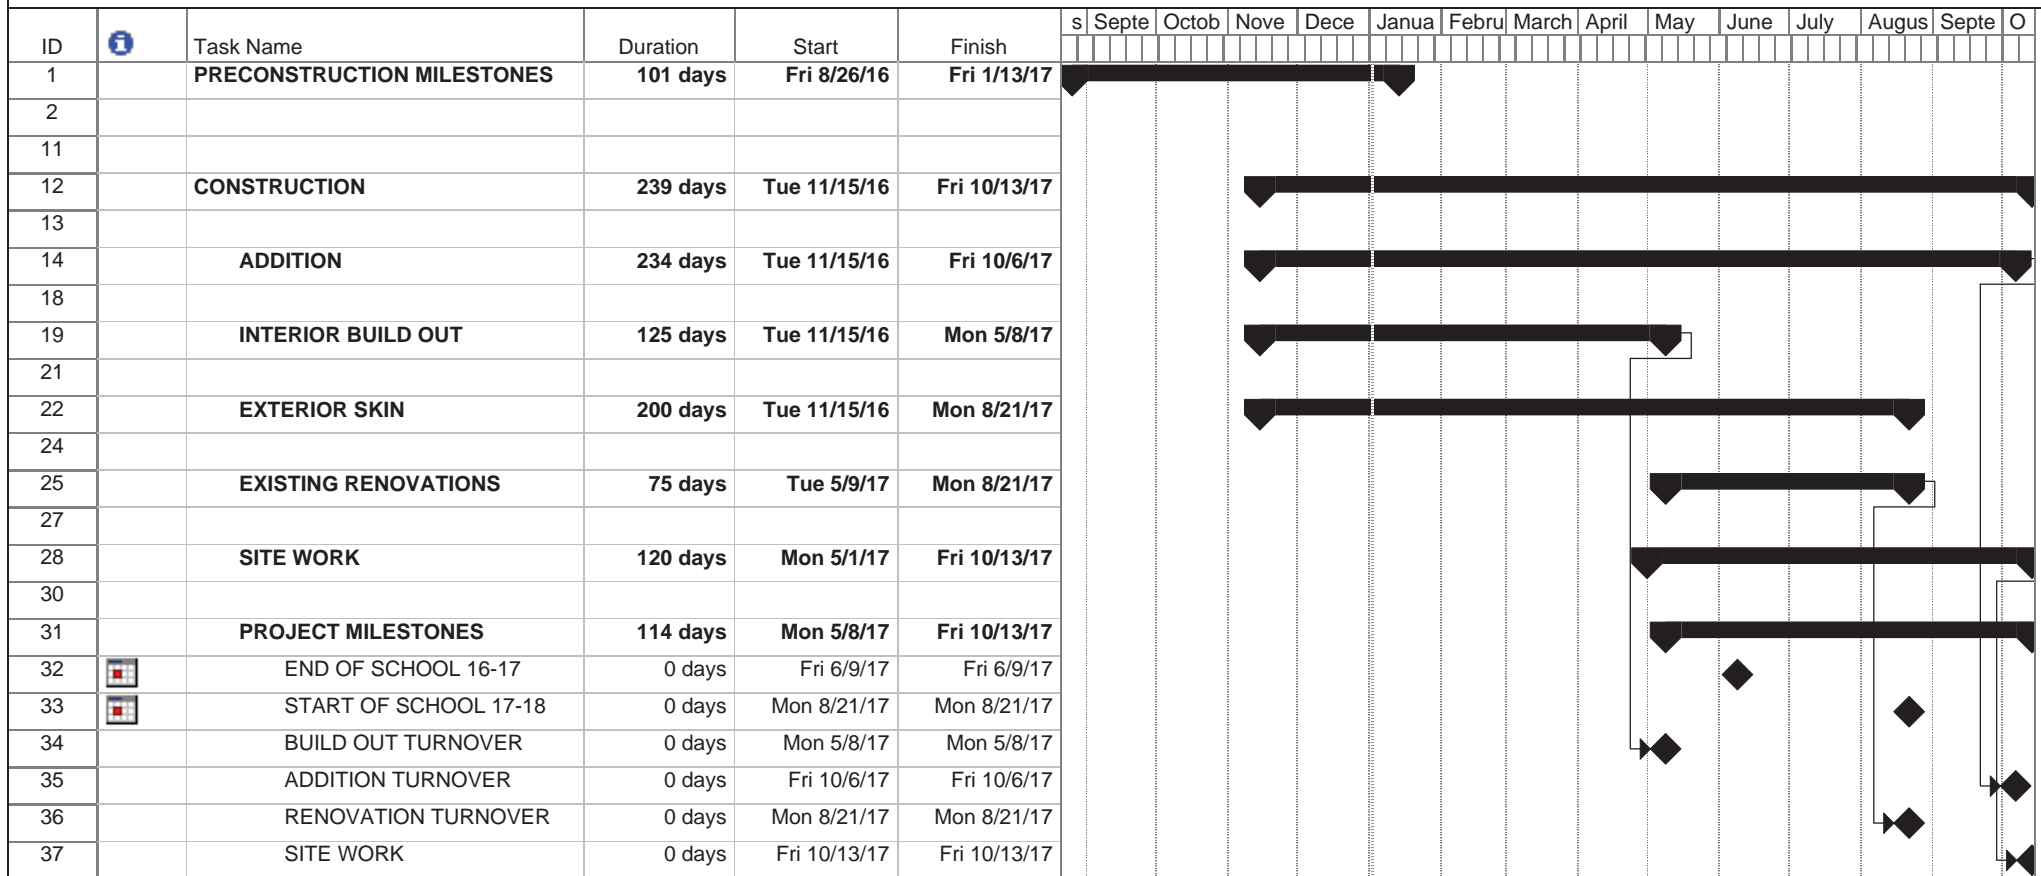 s Septe Octob Nove Dece Janua Febru March April May June July Augus Septe O
ID i Task Name Duration Start Finish
1 PRECONSTRUCTION MILESTONES 101 days Fri 8/26/16 Fri 1/13/17
2
11
12 CONSTRUCTION 239 days Tue 11/15/16 Fri 10/13/17
13
14 ADDITION 234 days Tue 11/15/16 Fri 10/6/17
18
19 INTERIOR BUILD OUT 125 days Tue 11/15/16 Mon 5/8/17
21
22 EXTERIOR SKIN 200 days Tue 11/15/16 Mon 8/21/17
24
25 EXISTING RENOVATIONS 75 days Tue 5/9/17 Mon 8/21/17
27
28 SITE WORK 120 days Mon 5/1/17 Fri 10/13/17
30
31 PROJECT MILESTONES 114 days Mon 5/8/17 Fri 10/13/17
32 END OF SCHOOL 16-17 0 days Fri 6/9/17 Fri 6/9/17
33 START OF SCHOOL 17-18 0 days Mon 8/21/17 Mon 8/21/17
34 BUILD OUT TURNOVER 0 days Mon 5/8/17 Mon 5/8/17
35 ADDITION TURNOVER 0 days Fri 10/6/17 Fri 10/6/17
36 RENOVATION TURNOVER 0 days Mon 8/21/17 Mon 8/21/17
37 SITE WORK 0 days Fri 10/13/17 Fri 10/13/17